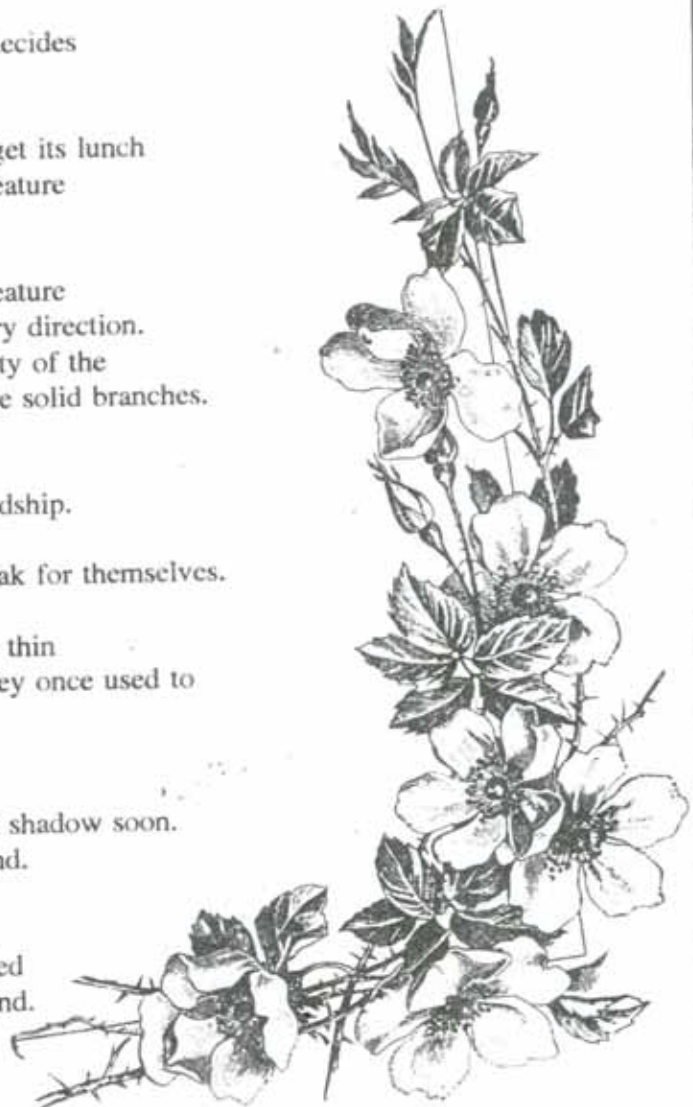 ecides
get its lunch
eature
eature
ry direction.
ty of the
e solid branches.
dship.
ak for themselves.
thin
ey once used to
shadow soon.
nd.
ed
nd.